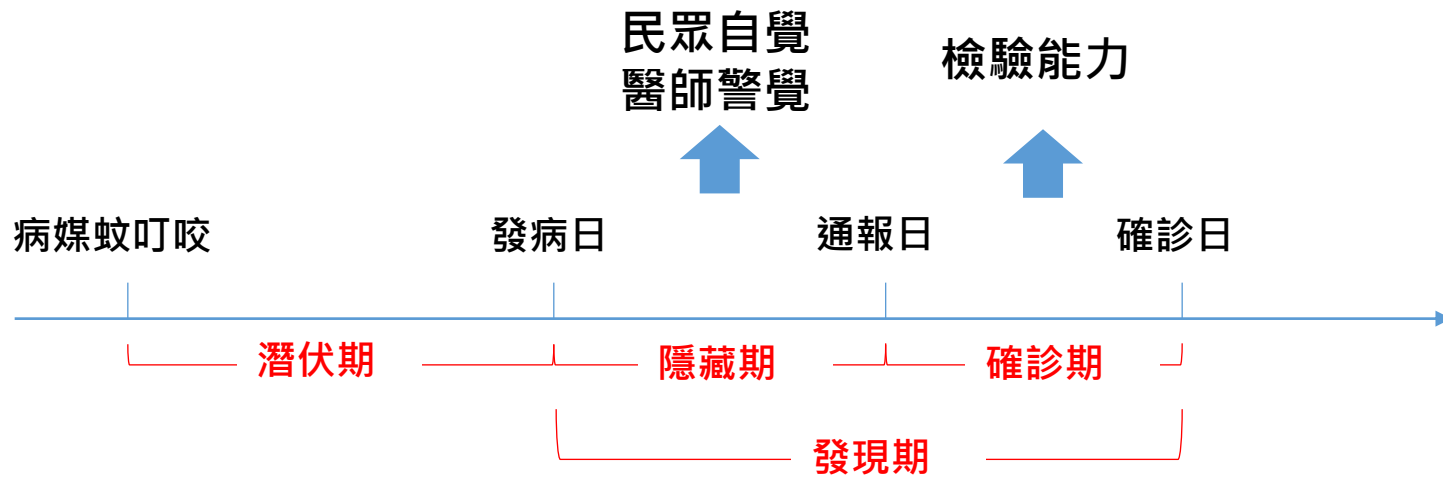 民眾自覺
醫師警覺
檢驗能力
病媒蚊叮咬
發病日
通報日
確診日
潛伏期
隱藏期
確診期
發現期